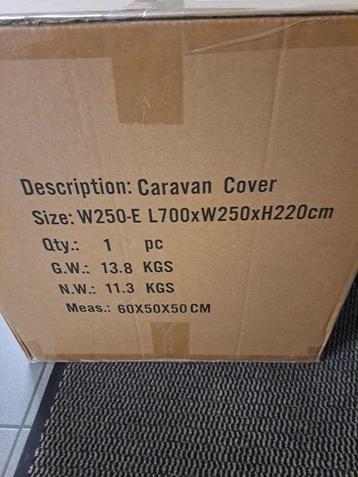 Description: Caravan Cover
Size: W250-E L700xW250xH220cm
Qty.: 1 pc
G.W.: 13.8 KGS
N.W.: 11.3 KGS
Meas.: 60X50X50 CM